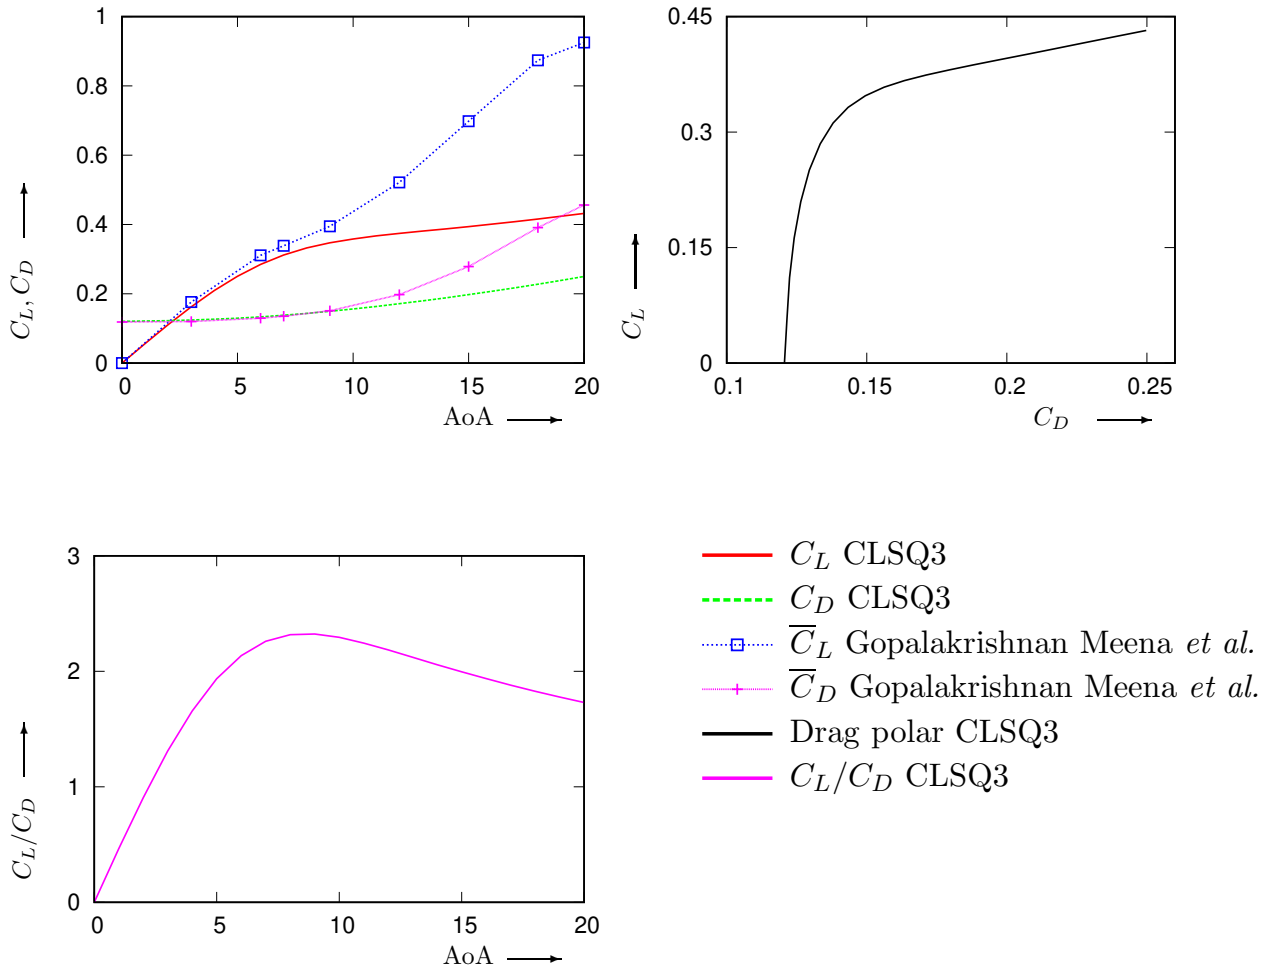 1
0.8
0.6
0.4
0.2
0
0 5 10 15 20
C_L, C_D
AoA
0.45
0.3
0.15
0
0.1 0.15 0.2 0.25
C_L
C_D
3
2
1
0
0 5 10 15 20
C_L/C_D
AoA
C_L CLSQ3
C_D CLSQ3
C̅_L Gopalakrishnan Meena et al.
C̅_D Gopalakrishnan Meena et al.
Drag polar CLSQ3
C_L/C_D CLSQ3